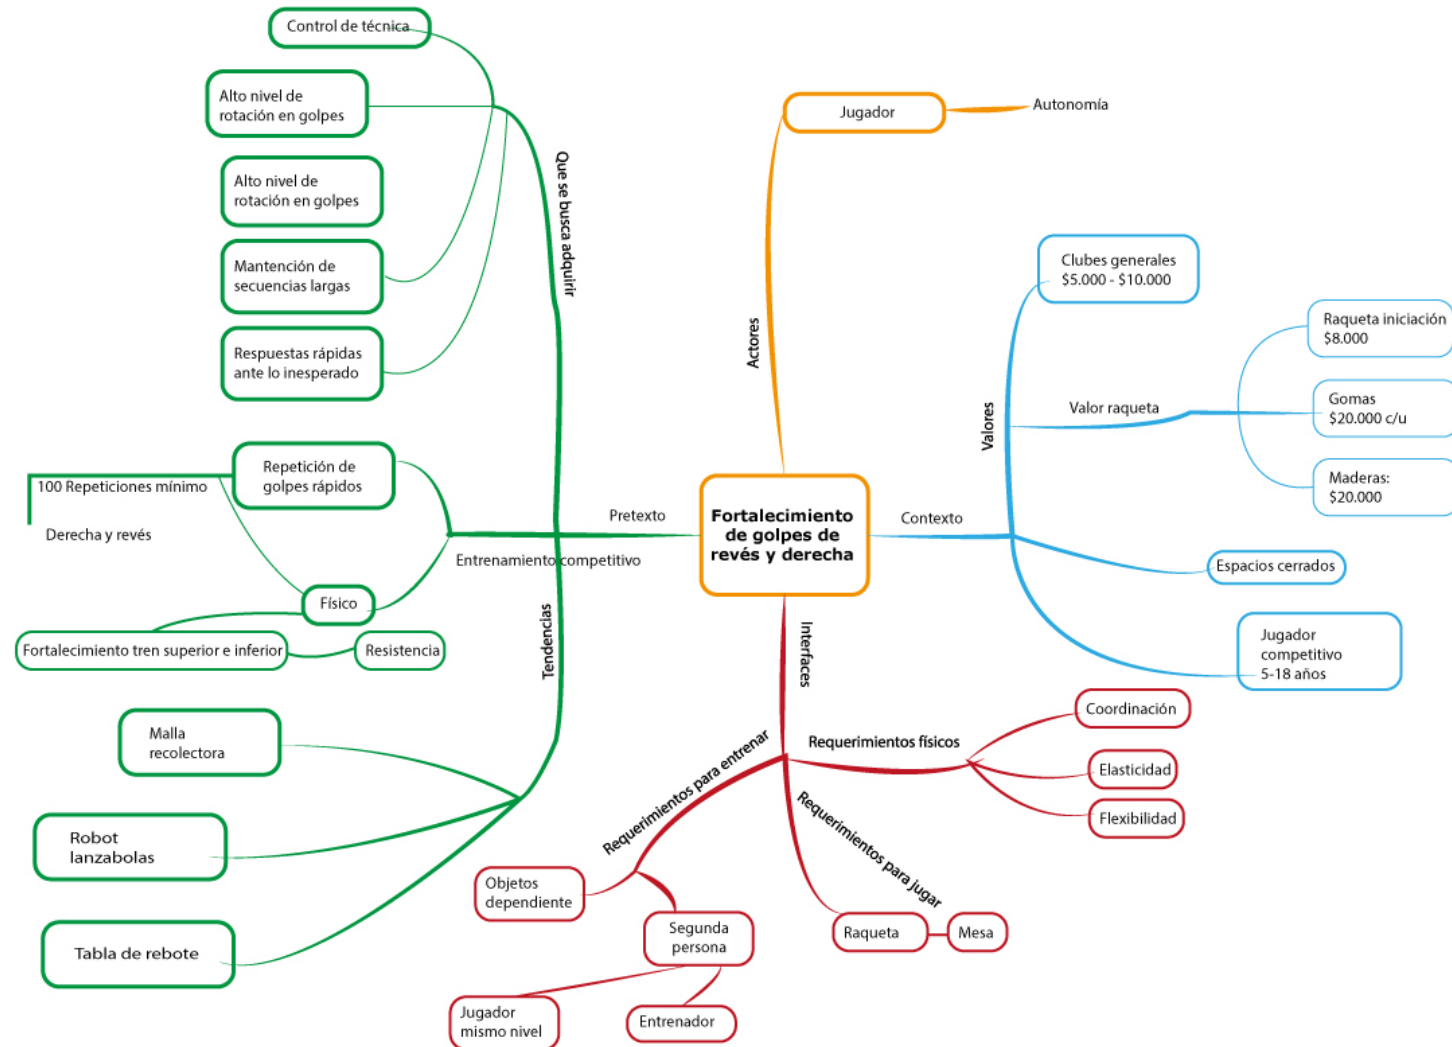 Control de técnica
Alto nivel de
rotación en golpes
Alto nivel de
rotación en golpes
Mantención de
secuencias largas
Respuestas rápidas
ante lo inesperado
Que se busca adquirir
Repetición de
golpes rápidos
100 Repeticiones mínimo
Derecha y revés
Físico
Fortalecimiento tren superior e inferior
Resistencia
Pretexto
Entrenamiento competitivo
Tendencias
Malla
recolectora
Robot
lanzabolas
Tabla de rebote
Fortalecimiento
de golpes de
revés y derecha
Actores
Jugador
Autonomía
Contexto
Valores
Clubes generales
$5.000 - $10.000
Valor raqueta
Raqueta iniciación
$8.000
Gomas
$20.000 c/u
Maderas:
$20.000
Espacios cerrados
Jugador
competitivo
5-18 años
Interfaces
Requerimientos físicos
Coordinación
Elasticidad
Flexibilidad
Requerimientos para entrenar
Objetos
dependiente
Segunda
persona
Jugador
mismo nivel
Entrenador
Requerimientos para jugar
Raqueta
Mesa